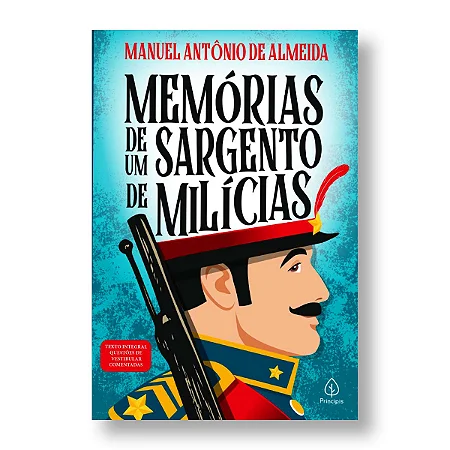 MANUEL ANTÔNIO DE ALMEIDA
MEMÓRIAS
DE UM SARGENTO
DE MILÍCIAS
TEXTO INTEGRAL
QUESTÕES DE
VESTIBULAR
COMENTADAS
Principis